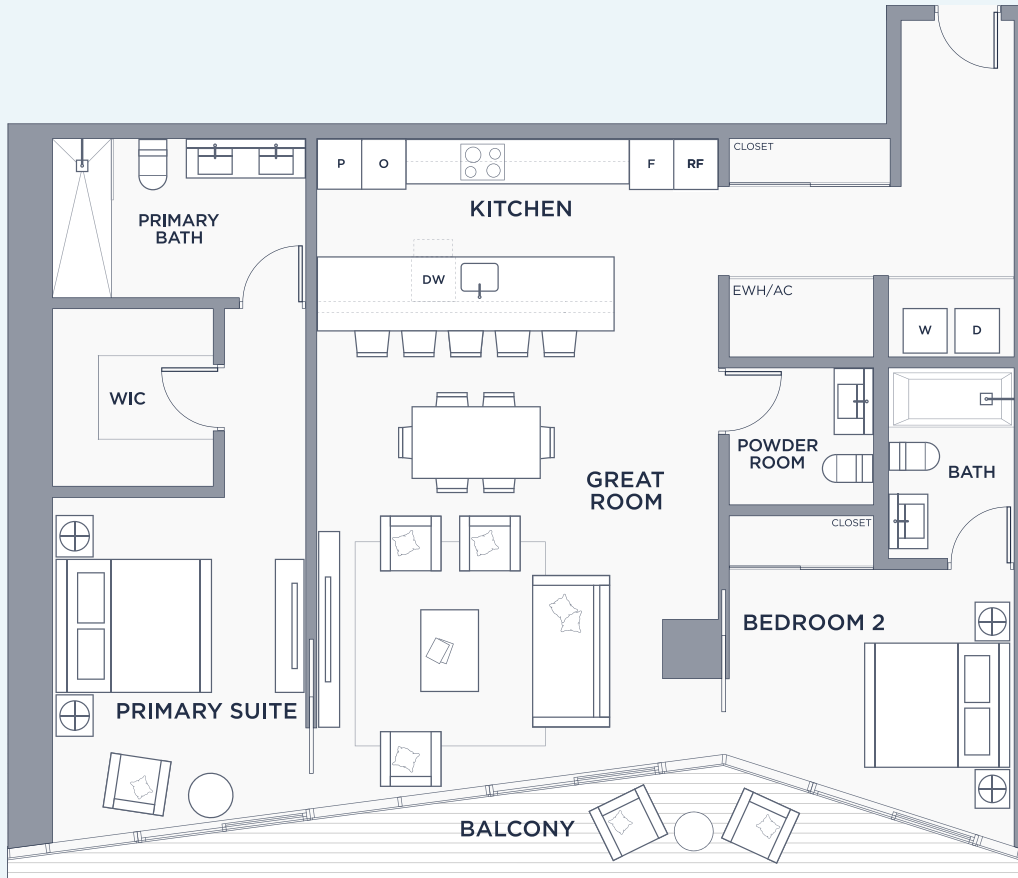 CLOSET
P
O
F
RF
KITCHEN
PRIMARY
BATH
DW
EWH/AC
W
D
WIC
POWDER
ROOM
GREAT
ROOM
BATH
CLOSET
BEDROOM 2
PRIMARY SUITE
BALCONY